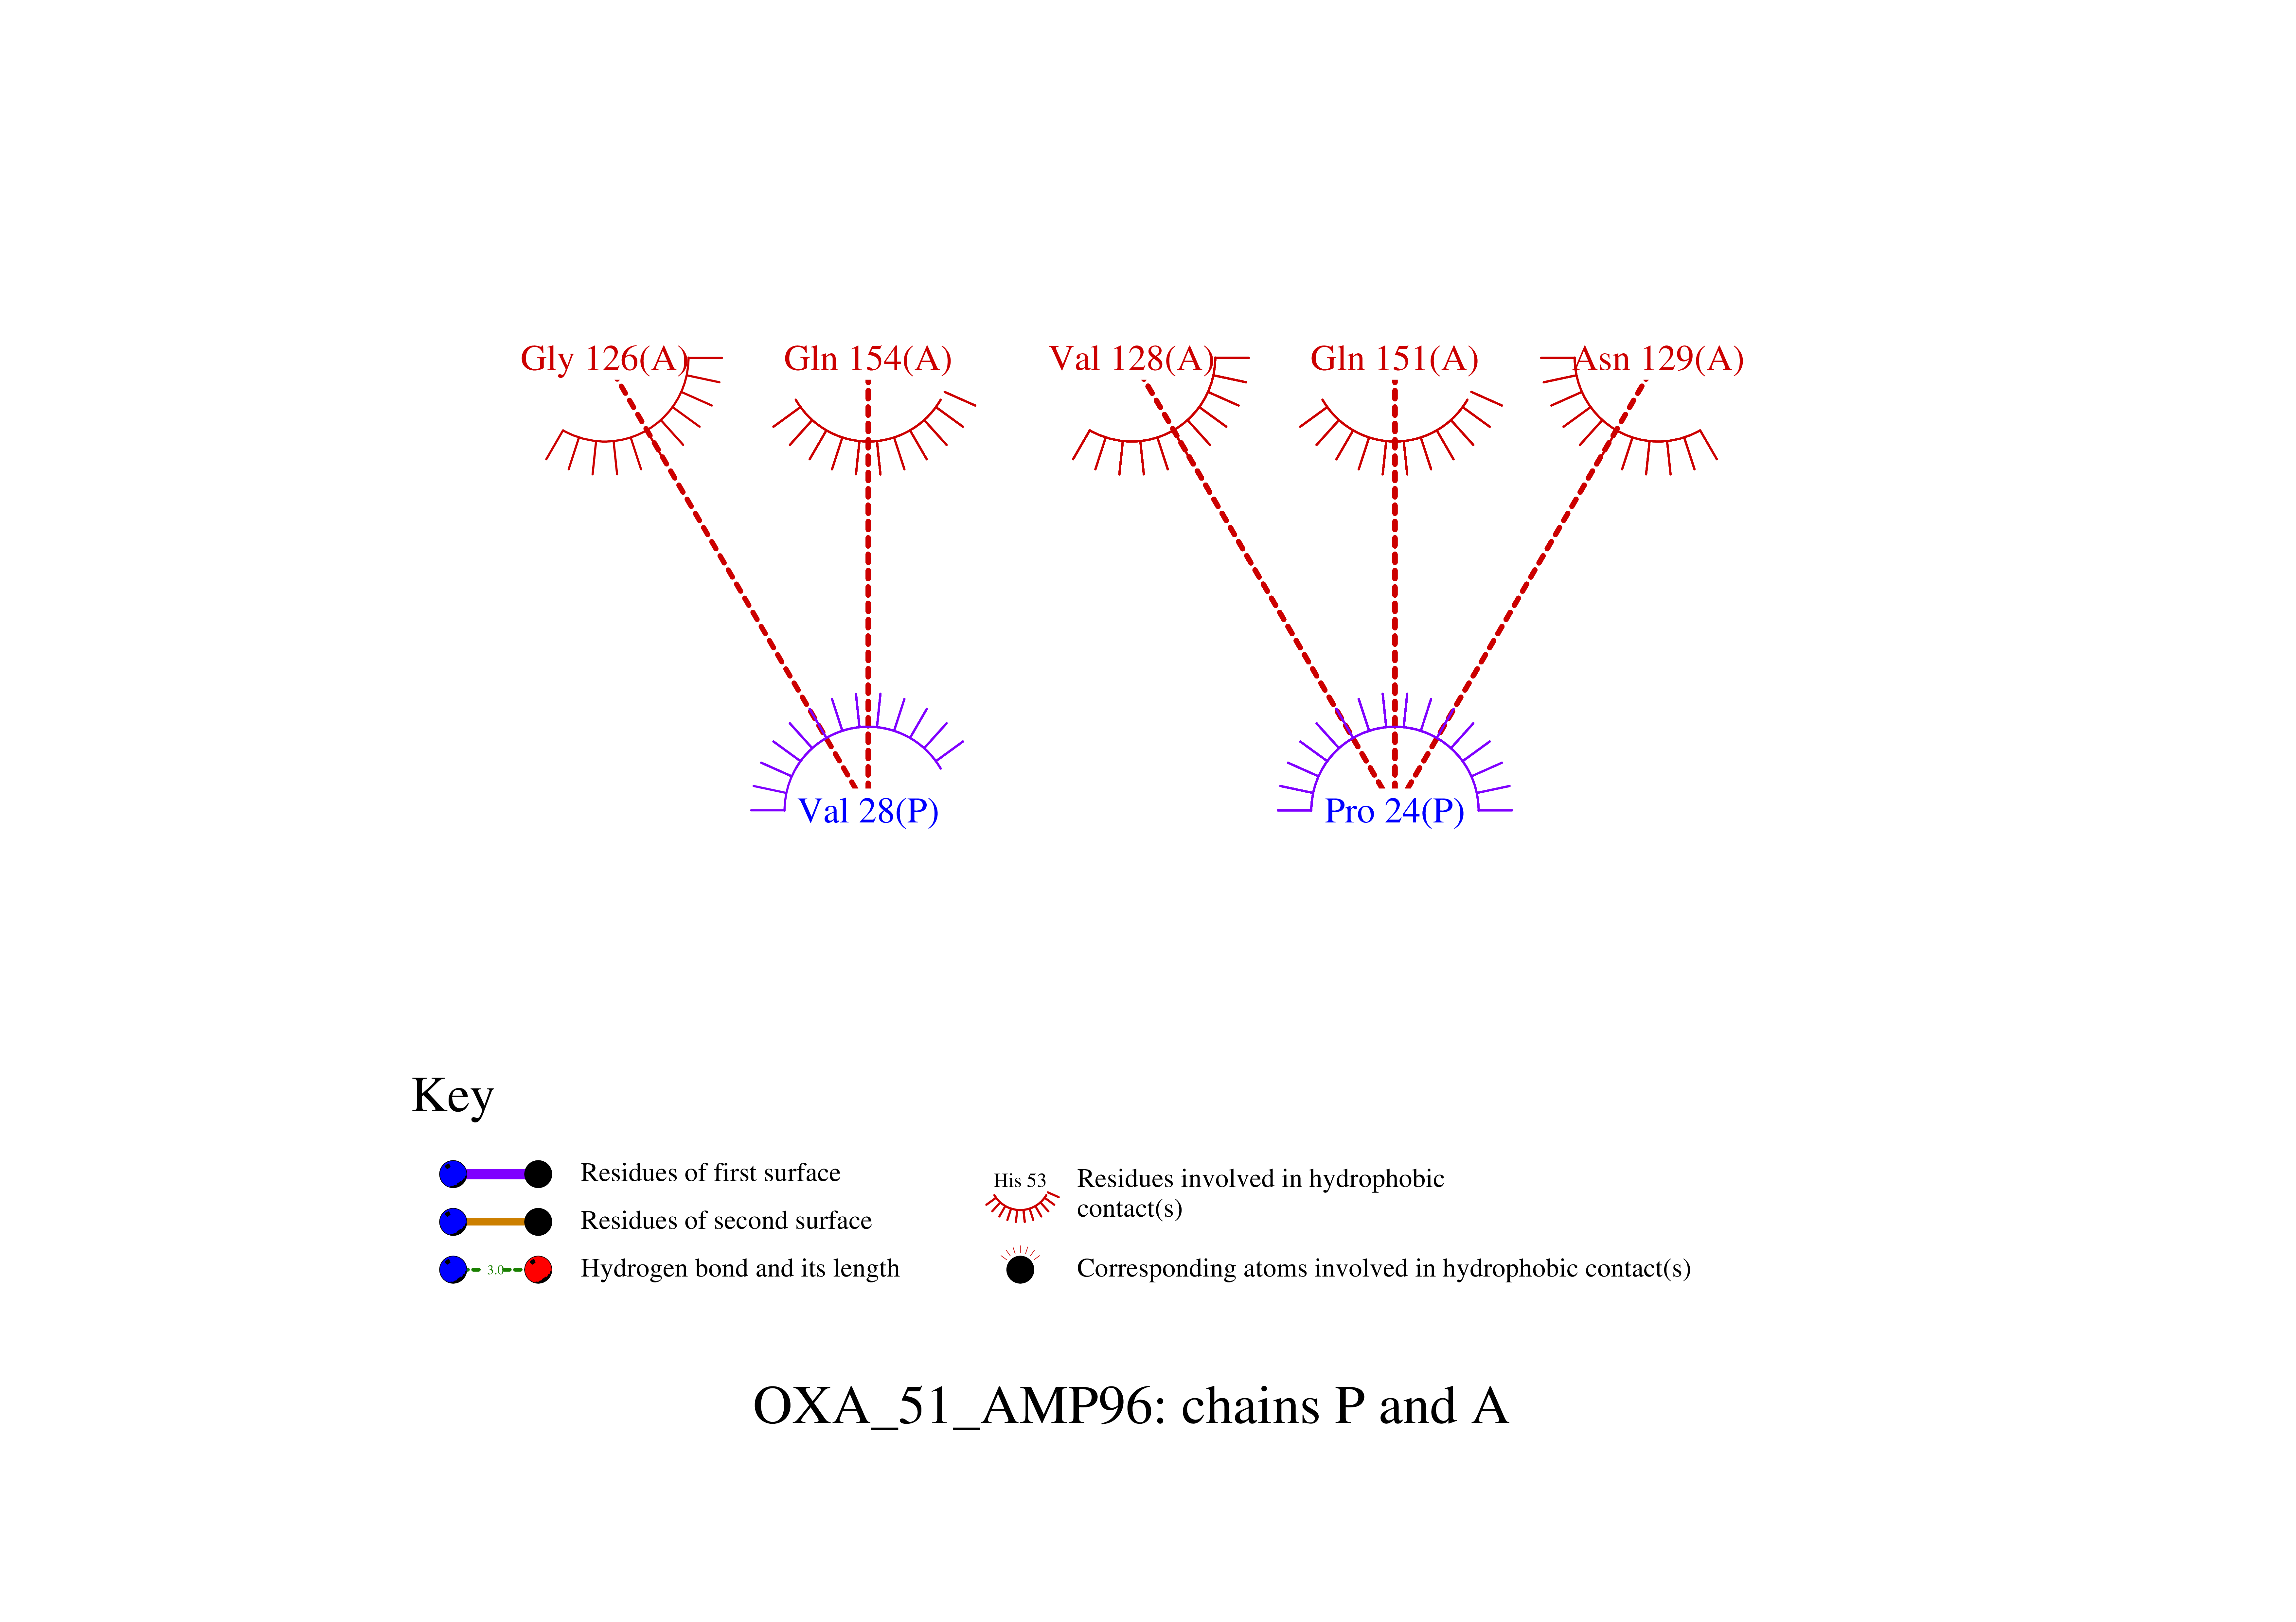 Gly 126(A) Gln 154(A) Val 128(A) Gln 151(A) Asn 129(A)
Val 28(P) Pro 24(P)
Key
Residues of first surface
Residues of second surface
3.0 Hydrogen bond and its length
His 53 Residues involved in hydrophobic
contact(s)
Corresponding atoms involved in hydrophobic contact(s)
OXA_51_AMP96: chains P and A